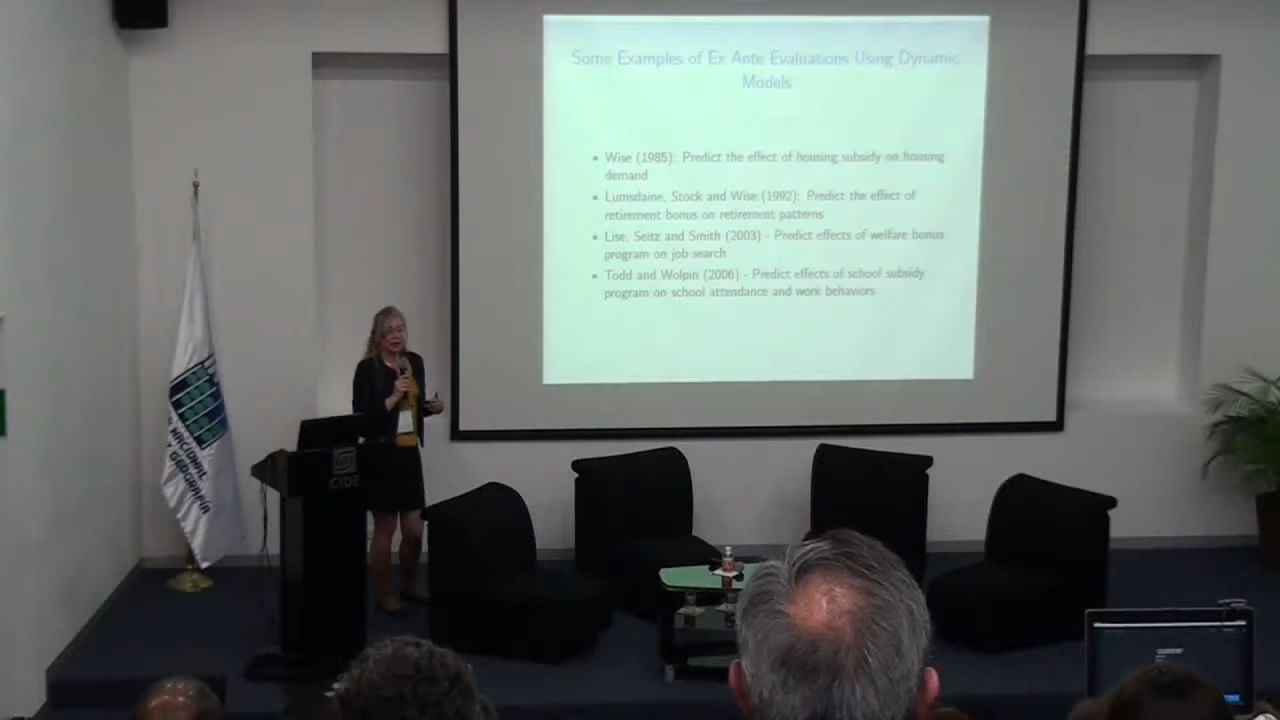 Some Examples of Ex Ante Evaluations Using Dynamic
Models
Wise (1985): Predict the effect of housing subsidy on housing
demand
Lumsdaine, Stock and Wise (1992): Predict the effect of
retirement bonus on retirement patterns
Lise, Seitz and Smith (2003) - Predict effects of welfare bonus
program on job search
Todd and Wolpin (2006) - Predict effects of school subsidy
program on school attendance and work behaviors
NACIONAL
GEOGRAFÍA
CIDE